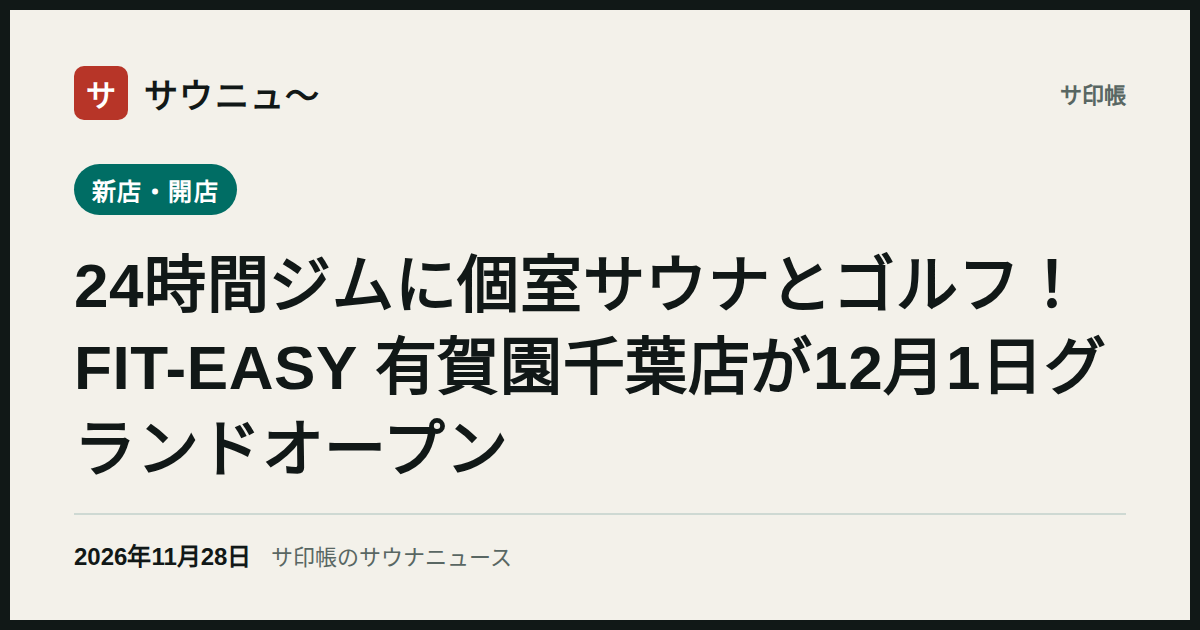 サ サウニュ〜
サ印帳
新店・開店
24時間ジムに個室サウナとゴルフ！
FIT-EASY 有賀園千葉店が12月1日グ
ランドオープン
2026年11月28日 サ印帳のサウナニュース